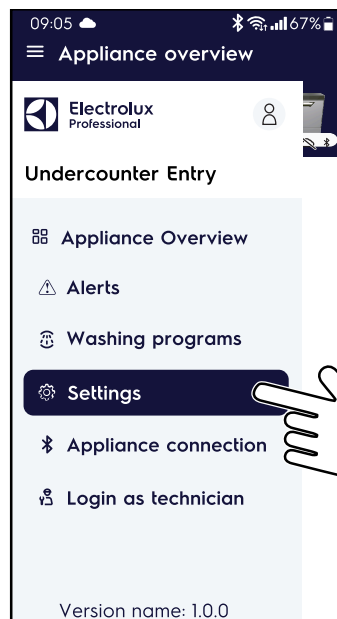 09:05 67%
Appliance overview
Electrolux
Professional
Undercounter Entry
Appliance Overview
Alerts
Washing programs
Settings
Appliance connection
Login as technician
Version name: 1.0.0